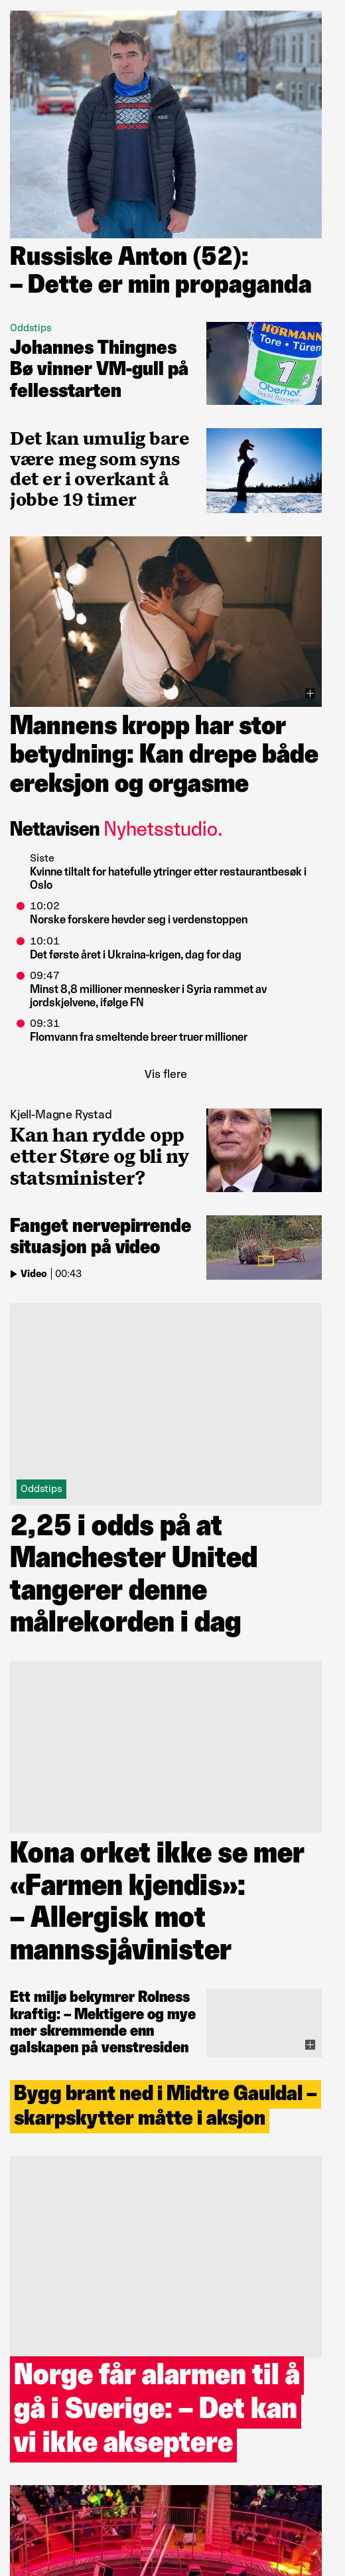 Russiske Anton (52):
– Dette er min propaganda
Oddstips
Johannes Thingnes
Bø vinner VM-gull på
fellesstarten
HÖRMANN
Tore • Türen
1
2
Oberhof.
Det kan umulig bare
være meg som syns
det er i overkant å
jobbe 19 timer
Mannens kropp har stor
betydning: Kan drepe både
ereksjon og orgasme
Nettavisen Nyhetsstudio.
Siste
Kvinne tiltalt for hatefulle ytringer etter restaurantbesøk i
Oslo
10:02
Norske forskere hevder seg i verdenstoppen
10:01
Det første året i Ukraina-krigen, dag for dag
09:47
Minst 8,8 millioner mennesker i Syria rammet av
jordskjelvene, ifølge FN
09:31
Flomvann fra smeltende breer truer millioner
Vis flere
Kjell-Magne Rystad
Kan han rydde opp
etter Støre og bli ny
statsminister?
Fanget nervepirrende
situasjon på video
Video | 00:43
Oddstips
2,25 i odds på at
Manchester United
tangerer denne
målrekorden i dag
Kona orket ikke se mer
«Farmen kjendis»:
– Allergisk mot
mannssjåvinister
Ett miljø bekymrer Rolness
kraftig: – Mektigere og mye
mer skremmende enn
galskapen på venstresiden
Bygg brant ned i Midtre Gauldal –
skarpskytter måtte i aksjon
Norge får alarmen til å
gå i Sverige: – Det kan
vi ikke akseptere